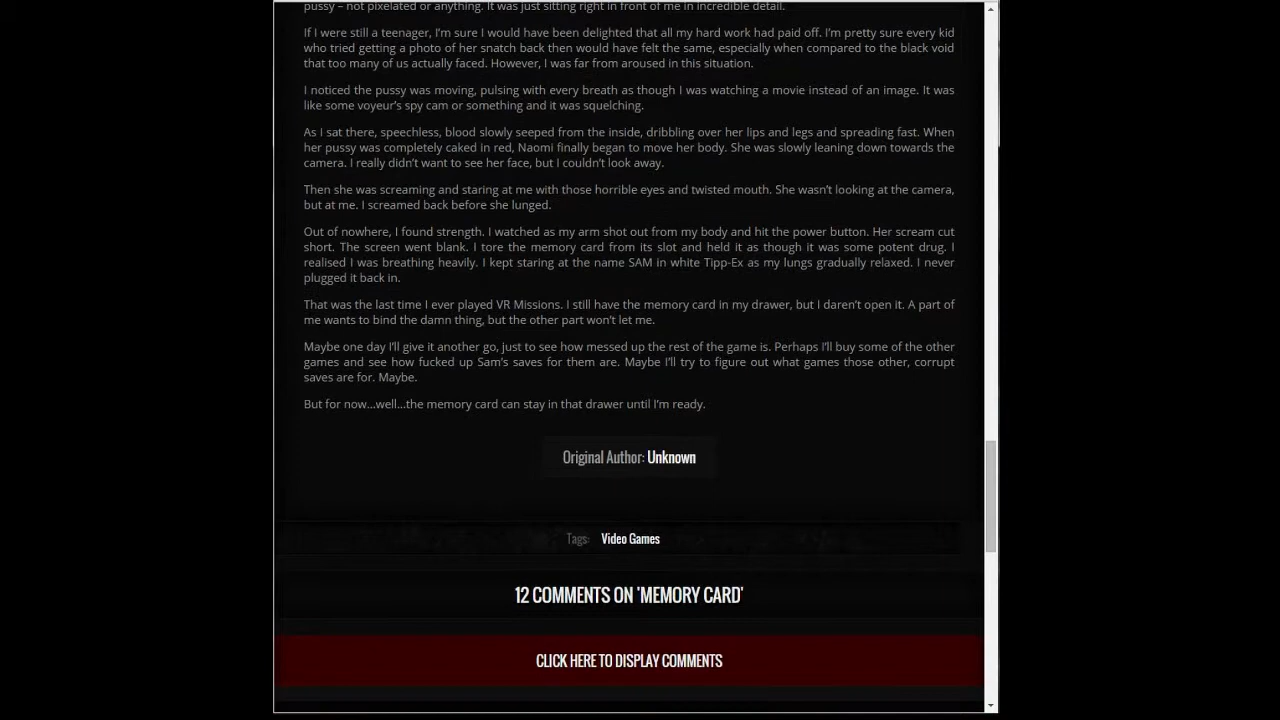 pussy – not pixelated or anything. It was just sitting right in front of me in incredible detail.
If I were still a teenager, I'm sure I would have been delighted that all my hard work had paid off. I'm pretty sure every kid
who tried getting a photo of her snatch back then would have felt the same, especially when compared to the black void
that too many of us actually faced. However, I was far from aroused in this situation.
I noticed the pussy was moving, pulsing with every breath as though I was watching a movie instead of an image. It was
like some voyeur's spy cam or something and it was squelching.
As I sat there, speechless, blood slowly seeped from the inside, dribbling over her lips and legs and spreading fast. When
her pussy was completely caked in red, Naomi finally began to move her body. She was slowly leaning down towards the
camera. I really didn't want to see her face, but I couldn't look away.
Then she was screaming and staring at me with those horrible eyes and twisted mouth. She wasn't looking at the camera,
but at me. I screamed back before she lunged.
Out of nowhere, I found strength. I watched as my arm shot out from my body and hit the power button. Her scream cut
short. The screen went blank. I tore the memory card from its slot and held it as though it was some potent drug. I
realised I was breathing heavily. I kept staring at the name SAM in white Tipp-Ex as my lungs gradually relaxed. I never
plugged it back in.
That was the last time I ever played VR Missions. I still have the memory card in my drawer, but I daren't open it. A part of
me wants to bind the damn thing, but the other part won't let me.
Maybe one day I'll give it another go, just to see how messed up the rest of the game is. Perhaps I'll buy some of the other
games and see how fucked up Sam's saves for them are. Maybe I'll try to figure out what games those other, corrupt
saves are for. Maybe.
But for now…well…the memory card can stay in that drawer until I'm ready.
Original Author: Unknown
Tags: Video Games
12 COMMENTS ON 'MEMORY CARD'
CLICK HERE TO DISPLAY COMMENTS